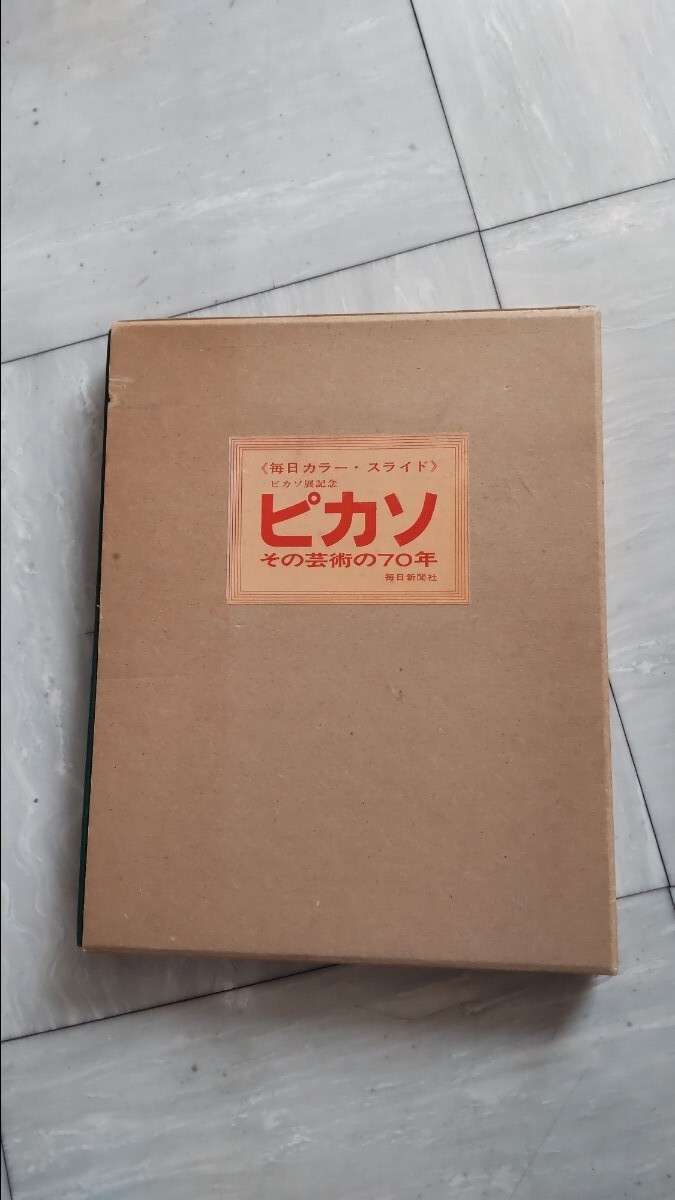 《毎日カラー・スライド》
ピカソ展記念
ピカソ
その芸術の70年
毎日新聞社